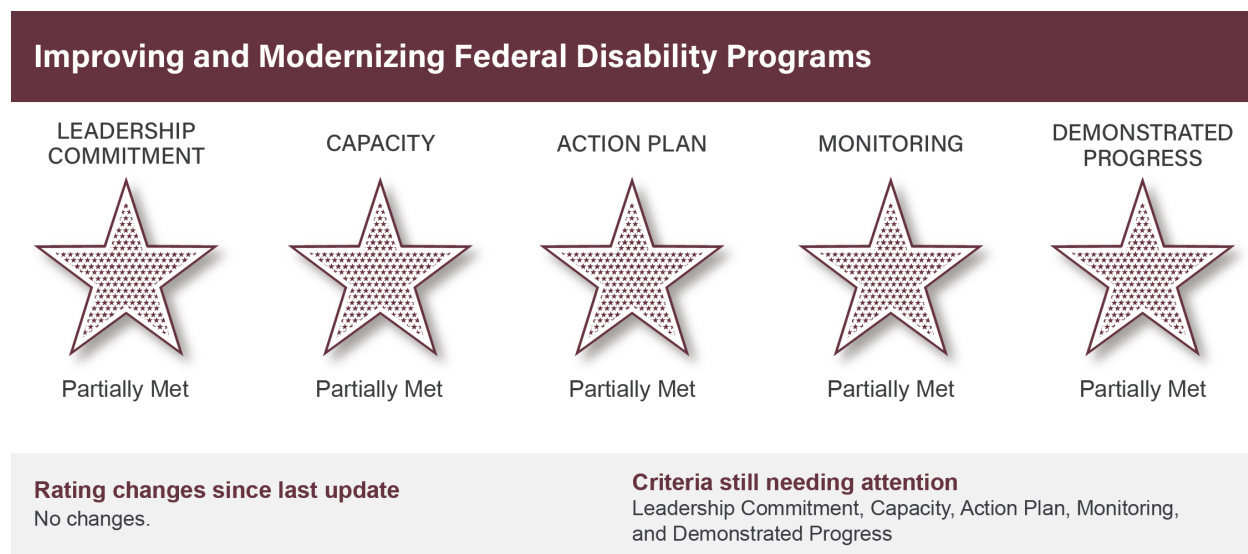 Improving and Modernizing Federal Disability Programs
LEADERSHIP
COMMITMENT
CAPACITY
ACTION PLAN
MONITORING
DEMONSTRATED
PROGRESS
Partially Met
Partially Met
Partially Met
Partially Met
Partially Met
Rating changes since last update
No changes.
Criteria still needing attention
Leadership Commitment, Capacity, Action Plan, Monitoring,
and Demonstrated Progress